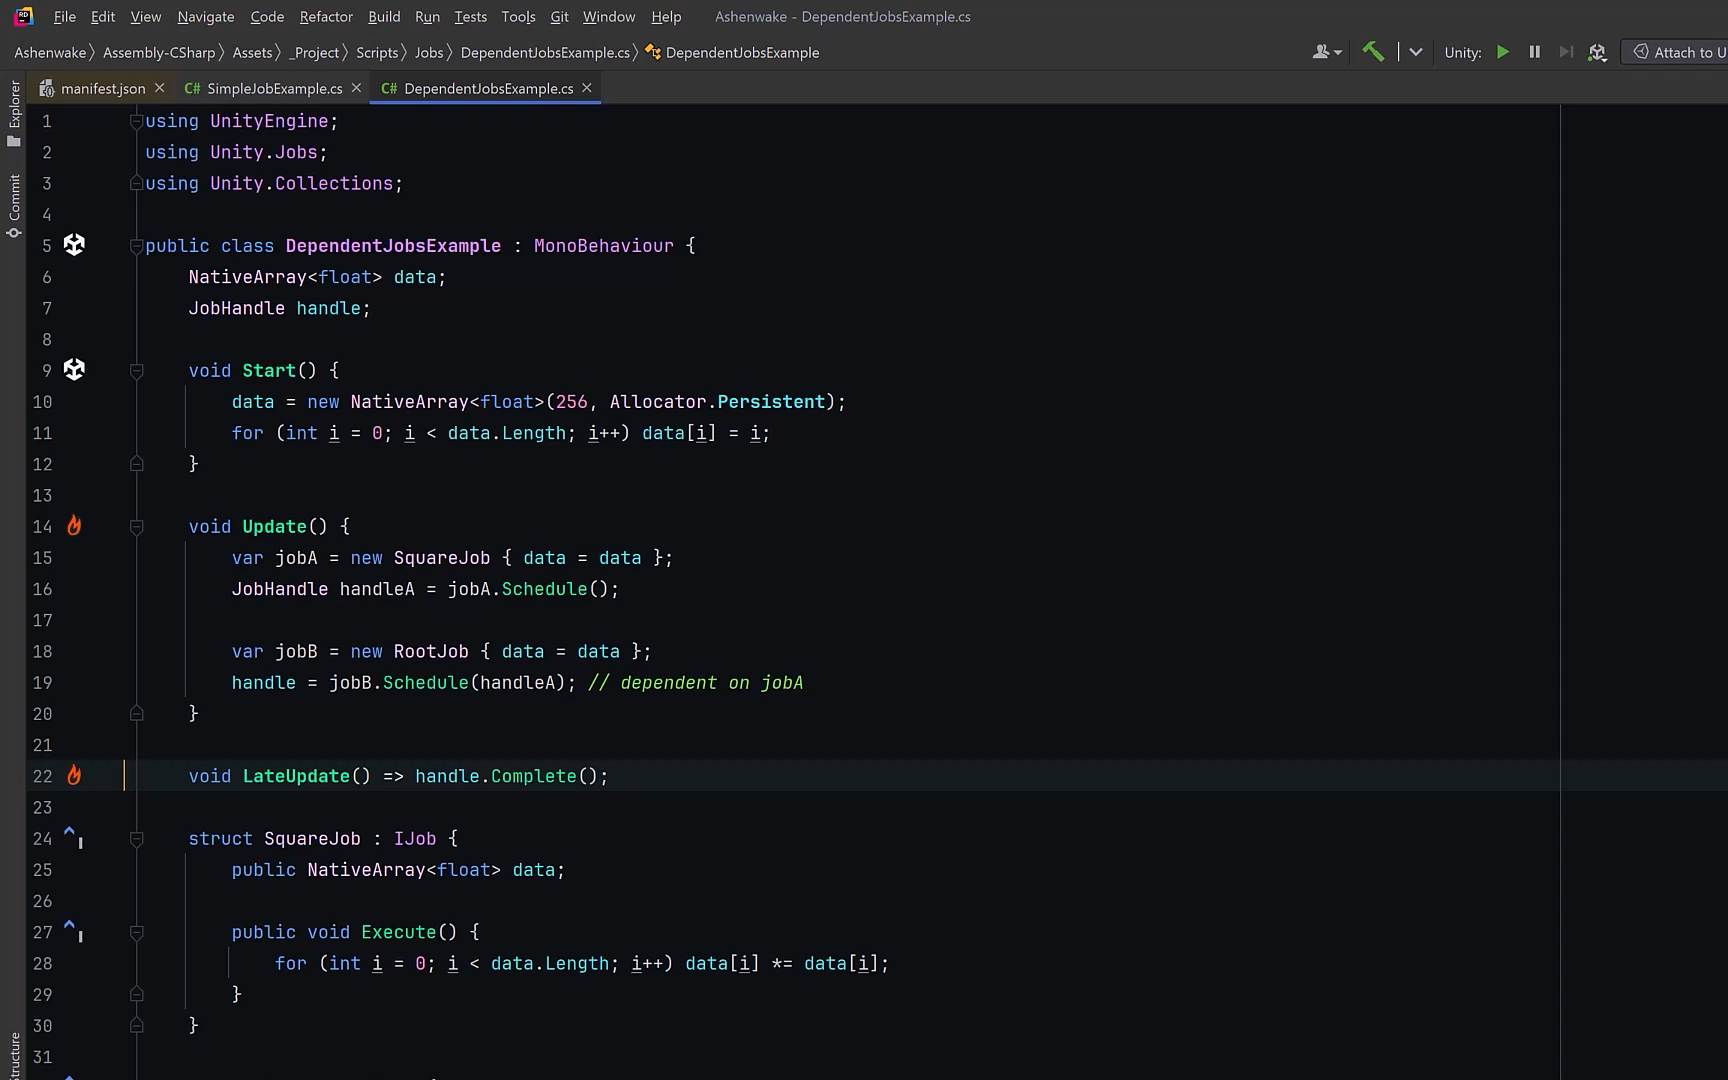 File Edit View Navigate Code Refactor Build Run Tests Tools Git Window Help Ashenwake - DependentJobsExample.cs
Ashenwake Assembly-CSharp Assets _Project Scripts Jobs DependentJobsExample.cs DependentJobsExample Unity: Attach to U
manifest.json C# SimpleJobExample.cs C# DependentJobsExample.cs
Explorer
Commit
Structure
1 using UnityEngine;
2 using Unity.Jobs;
3 using Unity.Collections;
4
5 public class DependentJobsExample : MonoBehaviour {
6 NativeArray<float> data;
7 JobHandle handle;
8
9 void Start() {
10 data = new NativeArray<float>(256, Allocator.Persistent);
11 for (int i = 0; i < data.Length; i++) data[i] = i;
12 }
13
14 void Update() {
15 var jobA = new SquareJob { data = data };
16 JobHandle handleA = jobA.Schedule();
17
18 var jobB = new RootJob { data = data };
19 handle = jobB.Schedule(handleA); // dependent on jobA
20 }
21
22 void LateUpdate() => handle.Complete();
23
24 struct SquareJob : IJob {
25 public NativeArray<float> data;
26
27 public void Execute() {
28 for (int i = 0; i < data.Length; i++) data[i] *= data[i];
29 }
30 }
31